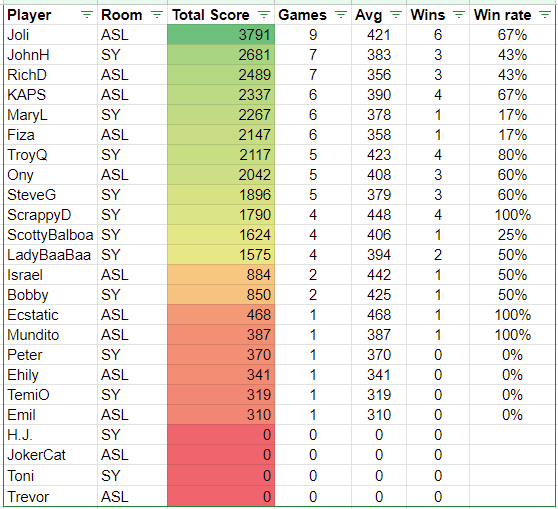 Player Room Total Score Games Avg Wins Win rate
Joli ASL 3791 9 421 6 67%
JohnH SY 2681 7 383 3 43%
RichD ASL 2489 7 356 3 43%
KAPS ASL 2337 6 390 4 67%
MaryL SY 2267 6 378 1 17%
Fiza ASL 2147 6 358 1 17%
TroyQ SY 2117 5 423 4 80%
Ony ASL 2042 5 408 3 60%
SteveG SY 1896 5 379 3 60%
ScrappyD SY 1790 4 448 4 100%
ScottyBalboa SY 1624 4 406 1 25%
LadyBaaBaa SY 1575 4 394 2 50%
Israel ASL 884 2 442 1 50%
Bobby SY 850 2 425 1 50%
Ecstatic ASL 468 1 468 1 100%
Mundito ASL 387 1 387 1 100%
Peter SY 370 1 370 0 0%
Ehily ASL 341 1 341 0 0%
TemiO SY 319 1 319 0 0%
Emil ASL 310 1 310 0 0%
H.J. SY 0 0 0 0
JokerCat ASL 0 0 0 0
Toni SY 0 0 0 0
Trevor ASL 0 0 0 0